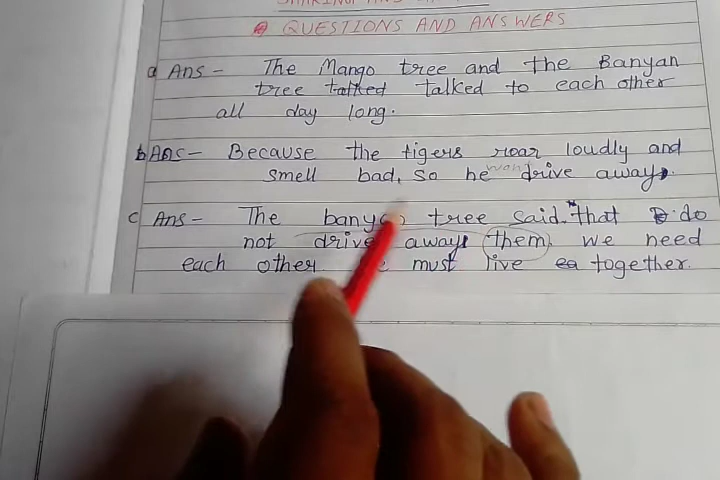 QUESTIONS AND ANSWERS
a Ans - The Mango tree and the Banyan
tree talked talked to each other
all day long.
b Ans - Because the tigers roar loudly and
smell bad, so he drive away.
c Ans - The tree said. "that do
not drive away them we need
each other must live ea together.